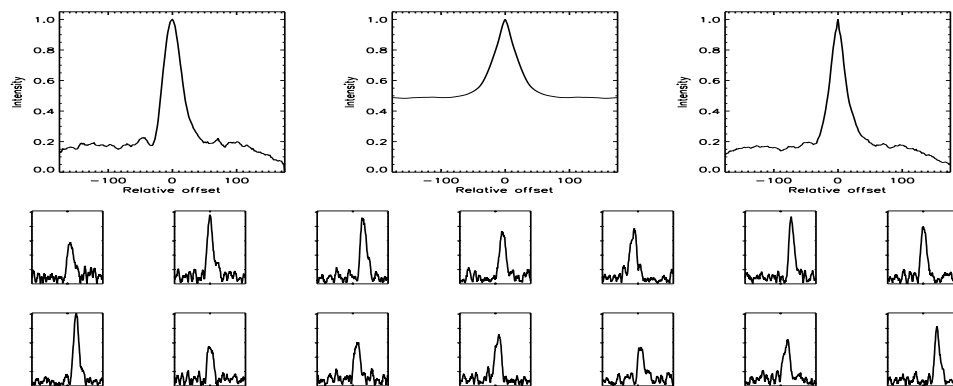 1.0 1.0 1.0
0.8 0.8 0.8
0.6 0.6 0.6
0.4 0.4 0.4
0.2 0.2 0.2
0.0 0.0 0.0
Intensity Intensity Intensity
−100 0 100 −100 0 100 −100 0 100
Relative offset Relative offset Relative offset